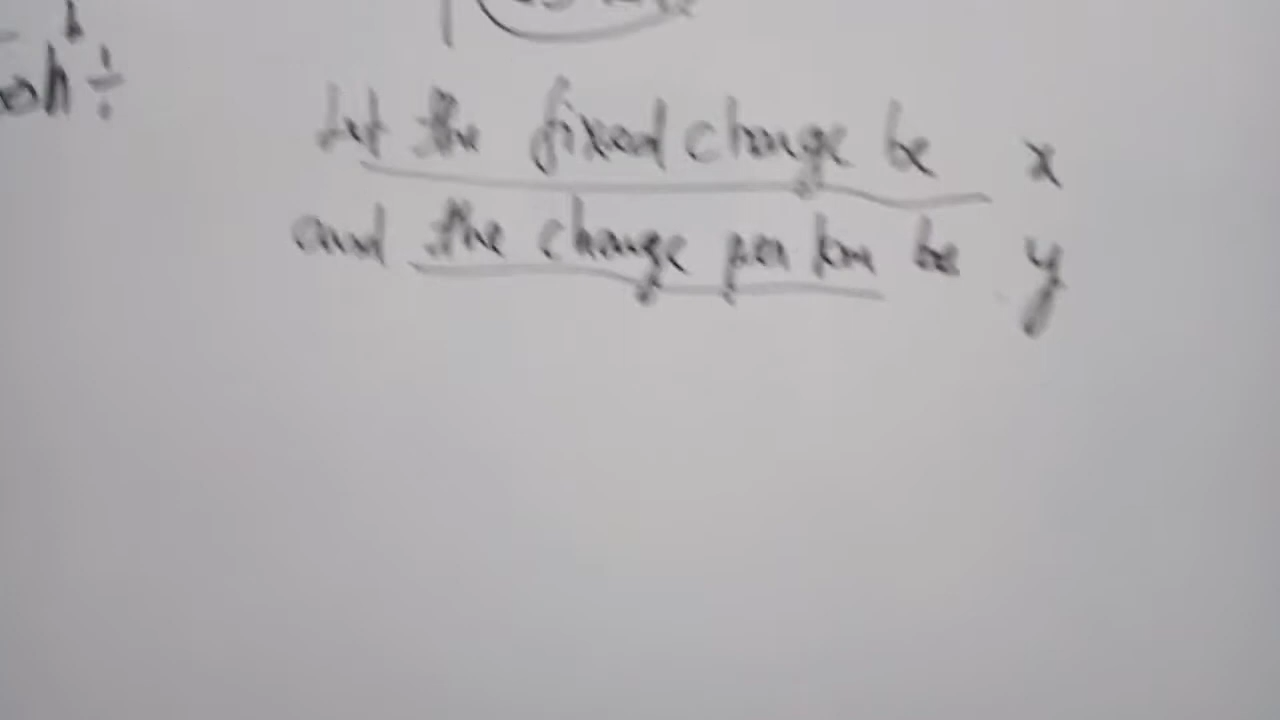 Let the fixed charge be x
and the charge per km be y